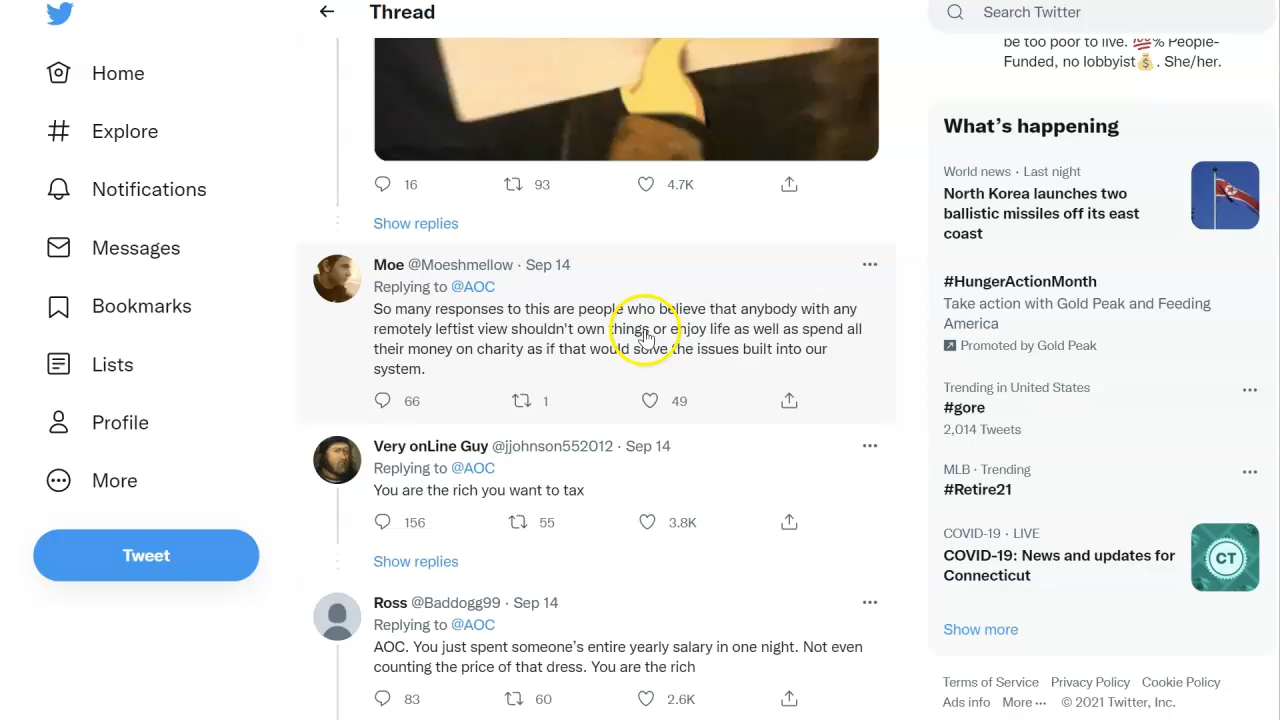 Thread
Search Twitter
Home
Explore
Notifications
Messages
Bookmarks
Lists
Profile
More
Tweet
16 93 4.7K
Show replies
Moe @Moeshmellow · Sep 14
Replying to @AOC
So many responses to this are people who believe that anybody with any
remotely leftist view shouldn't own things or enjoy life as well as spend all
their money on charity as if that would solve the issues built into our
system.
66 1 49
Very onLine Guy @jjohnson552012 · Sep 14
Replying to @AOC
You are the rich you want to tax
156 55 3.8K
Show replies
Ross @Baddogg99 · Sep 14
Replying to @AOC
AOC. You just spent someone's entire yearly salary in one night. Not even
counting the price of that dress. You are the rich
83 60 2.6K
be too poor to live. 💯% People-
Funded, no lobbyist💰. She/her.
What's happening
World news · Last night
North Korea launches two
ballistic missiles off its east
coast
#HungerActionMonth
Take action with Gold Peak and Feeding
America
Promoted by Gold Peak
Trending in United States
#gore
2,014 Tweets
MLB · Trending
#Retire21
COVID-19 · LIVE
COVID-19: News and updates for
Connecticut
CT
Show more
Terms of Service Privacy Policy Cookie Policy
Ads info More ··· © 2021 Twitter, Inc.